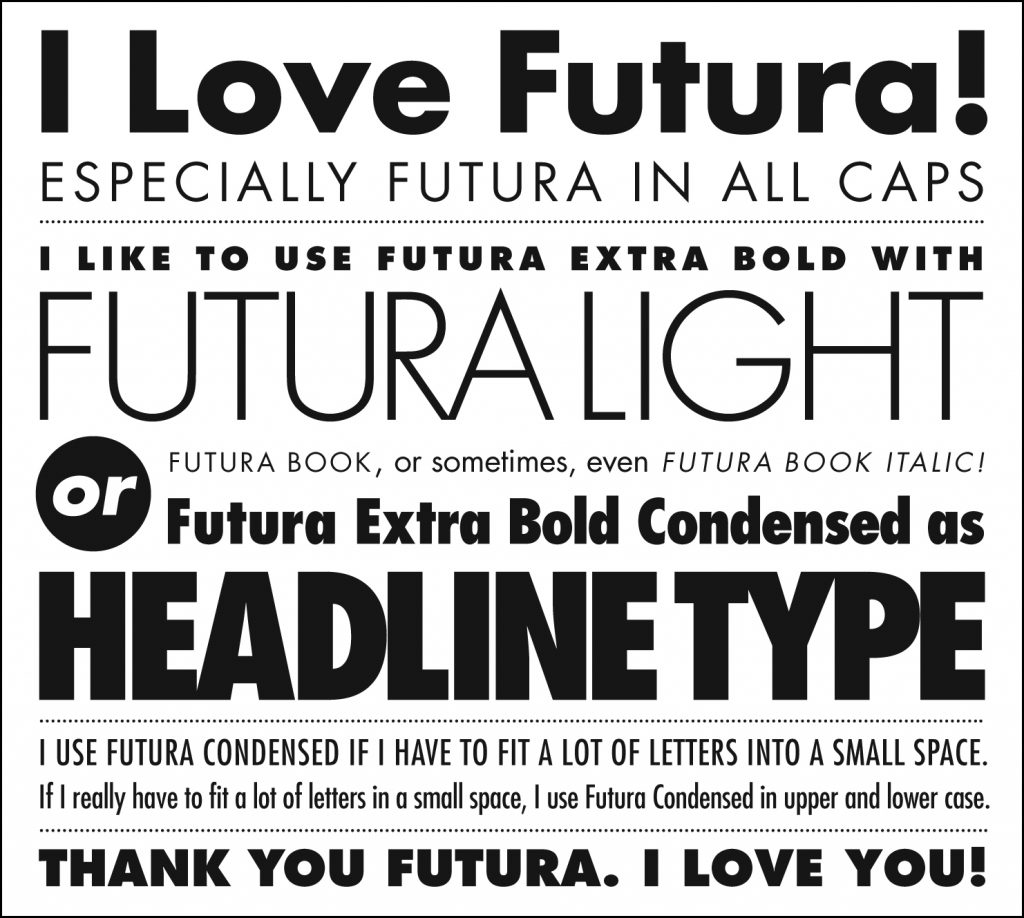 I Love Futura!
ESPECIALLY FUTURA IN ALL CAPS
I LIKE TO USE FUTURA EXTRA BOLD WITH
FUTURA LIGHT
or
FUTURA BOOK, or sometimes, even FUTURA BOOK ITALIC!
Futura Extra Bold Condensed as
HEADLINE TYPE
I USE FUTURA CONDENSED IF I HAVE TO FIT A LOT OF LETTERS INTO A SMALL SPACE.
If I really have to fit a lot of letters in a small space, I use Futura Condensed in upper and lower case.
THANK YOU FUTURA. I LOVE YOU!